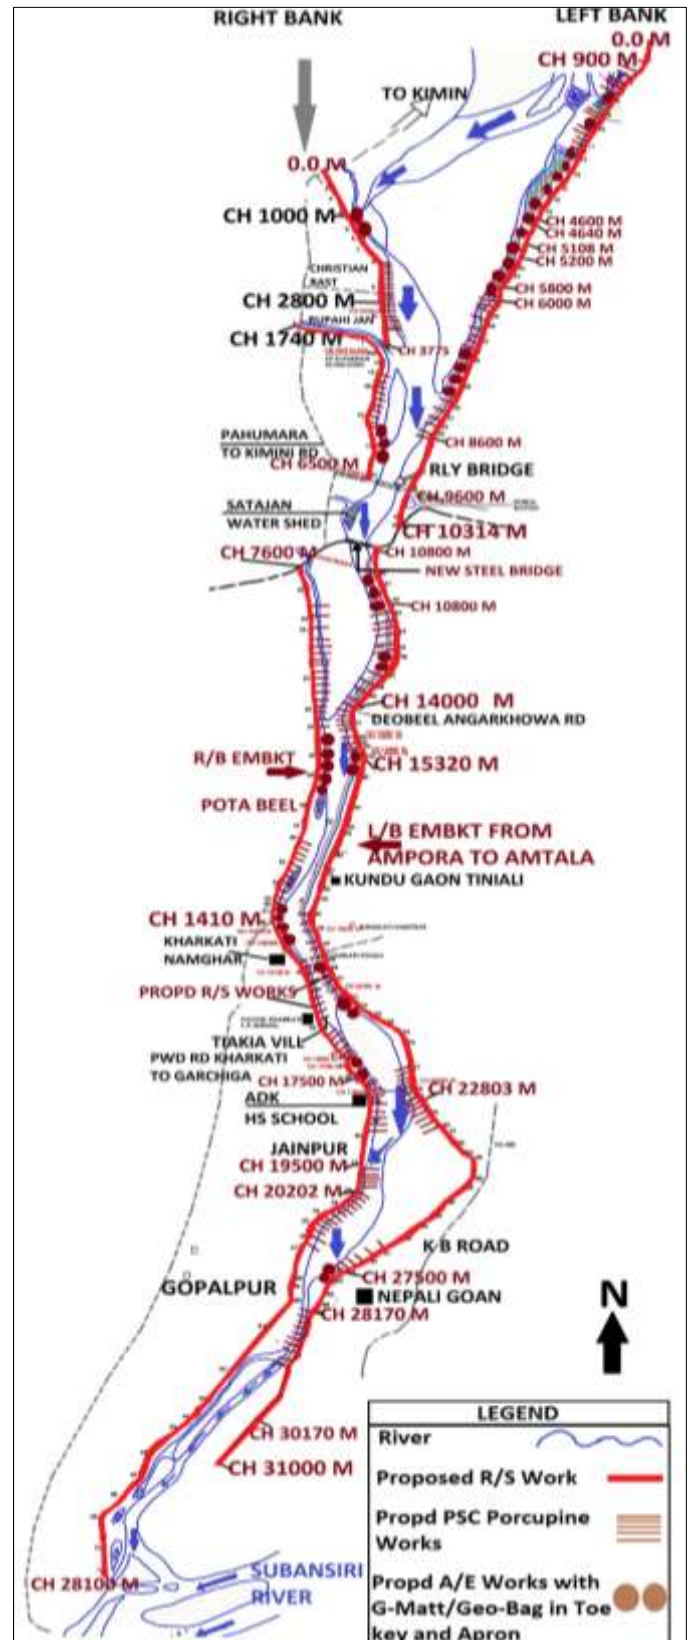 RIGHT BANK
LEFT BANK
0.0 M
CH 900 M
TO KIMIN
0.0 M
CH 1000 M
CH 4600 M
CH 4640 M
CH 5108 M
CH 5200 M
CHRISTIAN
BAST
CH 5800 M
CH 2800 M
CH 6000 M
RUPAHI JAN
CH 1740 M
CH 3775
PAHUMARA
TO KIMINI RD
CH 8600 M
CH 6500 M
RLY BRIDGE
CH 9600 M
SATAJAN
WATER SHED
CH 10314 M
CH 7600 M
CH 10800 M
NEW STEEL BRIDGE
CH 10800 M
CH 14000 M
DEOBEEL ANGARKHOWA RD
R/B EMBKT
CH 15320 M
POTA BEEL
L/B EMBKT FROM
AMPORA TO AMTALA
KUNDU GAON TINIALI
CH 1410 M
KHARKATI
NAMGHAR
PROPD R/S WORKS
TIAKIA VILL
PWD RD KHARKATI
TO GARCHIGA
CH 17500 M
CH 22803 M
ADK
HS SCHOOL
JAINPUR
CH 19500 M
CH 20202 M
K B ROAD
CH 27500 M
GOPALPUR
NEPALI GOAN
CH 28170 M
N
CH 30170 M
CH 31000 M
LEGEND
River
Proposed R/S Work
Propd PSC Porcupine
Works
Propd A/E Works with
G-Matt/Geo-Bag in Toe
key and Apron
SUBANSIRI
RIVER
CH 28100 M